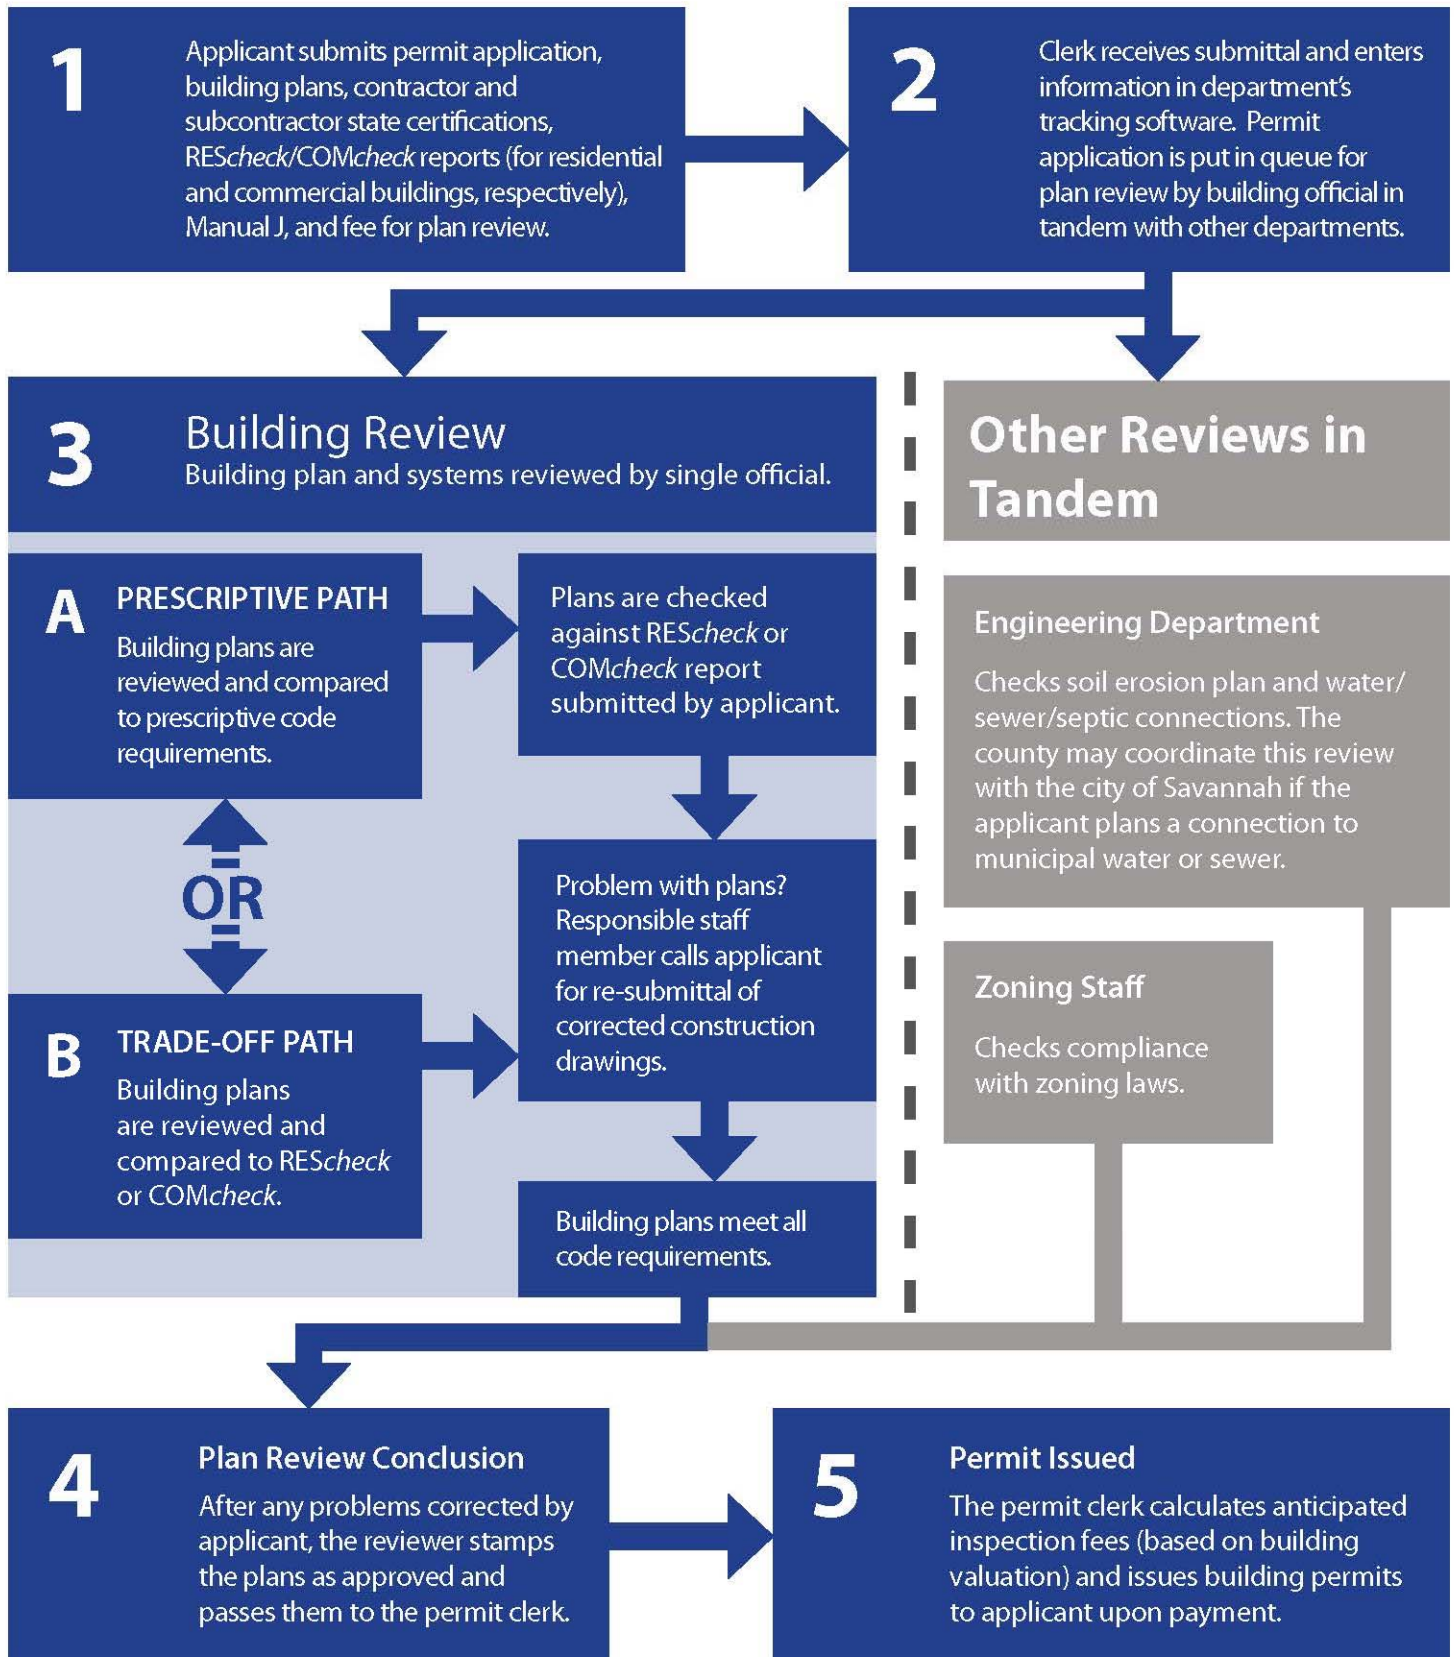 1
Applicant submits permit application,
building plans, contractor and
subcontractor state certifications,
REScheck/COMcheck reports (for residential
and commercial buildings, respectively),
Manual J, and fee for plan review.
2
Clerk receives submittal and enters
information in department's
tracking software. Permit
application is put in queue for
plan review by building official in
tandem with other departments.
3
Building Review
Building plan and systems reviewed by single official.
A
PRESCRIPTIVE PATH
Building plans are
reviewed and compared
to prescriptive code
requirements.
Plans are checked
against REScheck or
COMcheck report
submitted by applicant.
OR
B
TRADE-OFF PATH
Building plans
are reviewed and
compared to REScheck
or COMcheck.
Problem with plans?
Responsible staff
member calls applicant
for re-submittal of
corrected construction
drawings.
Building plans meet all
code requirements.
Other Reviews in
Tandem
Engineering Department
Checks soil erosion plan and water/
sewer/septic connections. The
county may coordinate this review
with the city of Savannah if the
applicant plans a connection to
municipal water or sewer.
Zoning Staff
Checks compliance
with zoning laws.
4
Plan Review Conclusion
After any problems corrected by
applicant, the reviewer stamps
the plans as approved and
passes them to the permit clerk.
5
Permit Issued
The permit clerk calculates anticipated
inspection fees (based on building
valuation) and issues building permits
to applicant upon payment.